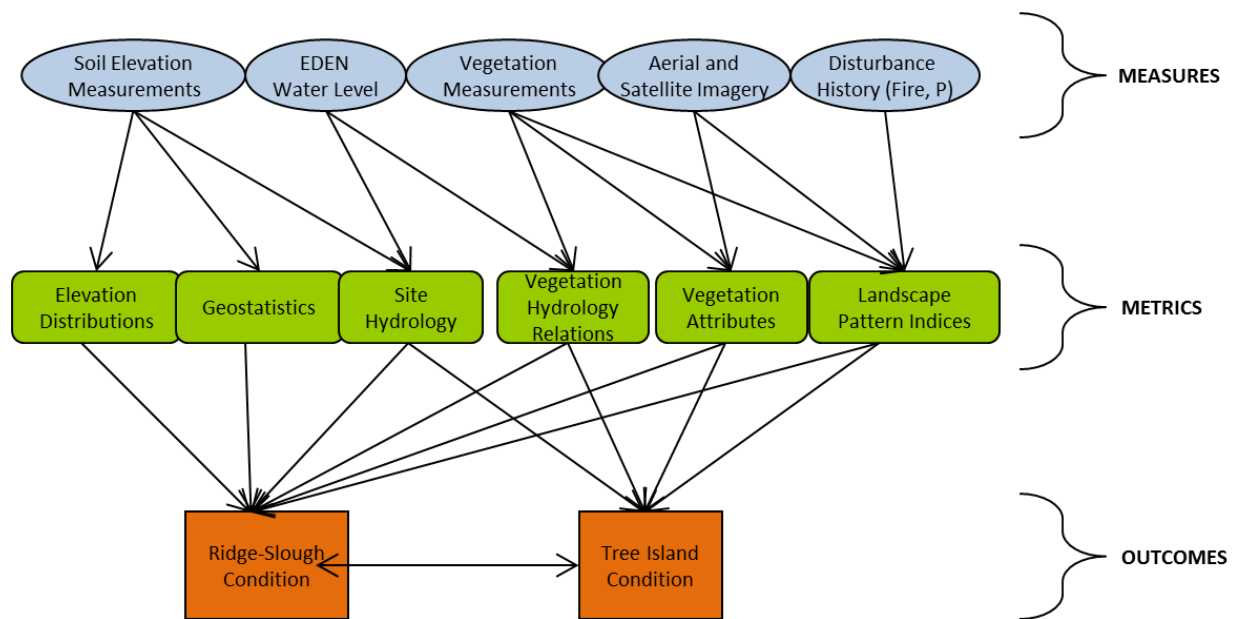 Soil Elevation
Measurements
EDEN
Water Level
Vegetation
Measurements
Aerial and
Satellite Imagery
Disturbance
History (Fire, P)
MEASURES
Elevation
Distributions
Geostatistics
Site
Hydrology
Vegetation
Hydrology
Relations
Vegetation
Attributes
Landscape
Pattern Indices
METRICS
Ridge-Slough
Condition
Tree Island
Condition
OUTCOMES